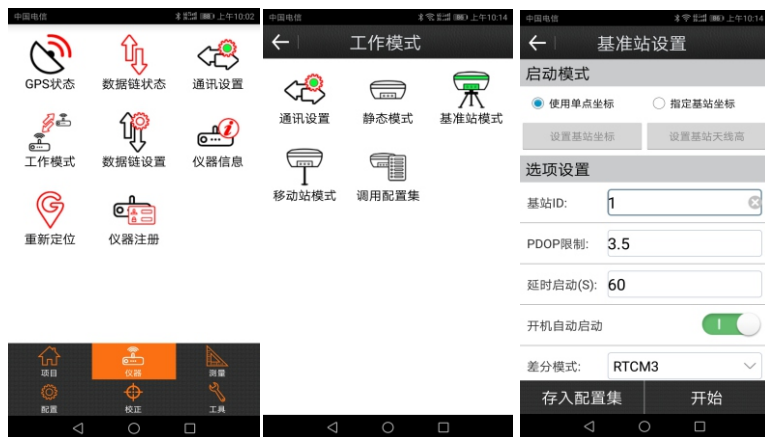 中国电信
上午10:02
GPS状态
数据链状态
通讯设置
工作模式
数据链设置
仪器信息
重新定位
仪器注册
项目
仪器
测量
配置
校正
工具
中国电信
上午10:14
工作模式
通讯设置
静态模式
基准站模式
移动站模式
调用配置集
中国电信
上午10:14
基准站设置
启动模式
使用单点坐标
指定基站坐标
设置基站坐标
设置基站天线高
选项设置
基站ID:
1
PDOP限制:
3.5
延时启动(S):
60
开机自动启动
差分模式:
RTCM3
存入配置集
开始